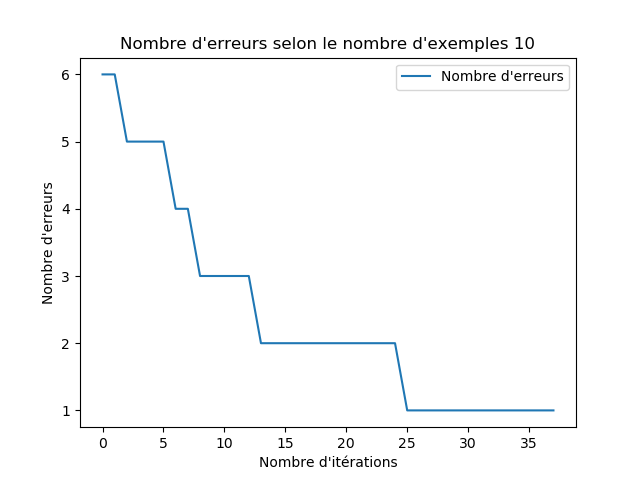 Nombre d'erreurs selon le nombre d'exemples 10
Nombre d'erreurs
Nombre d'erreurs
6
5
4
3
2
1
0 5 10 15 20 25 30 35
Nombre d'itérations